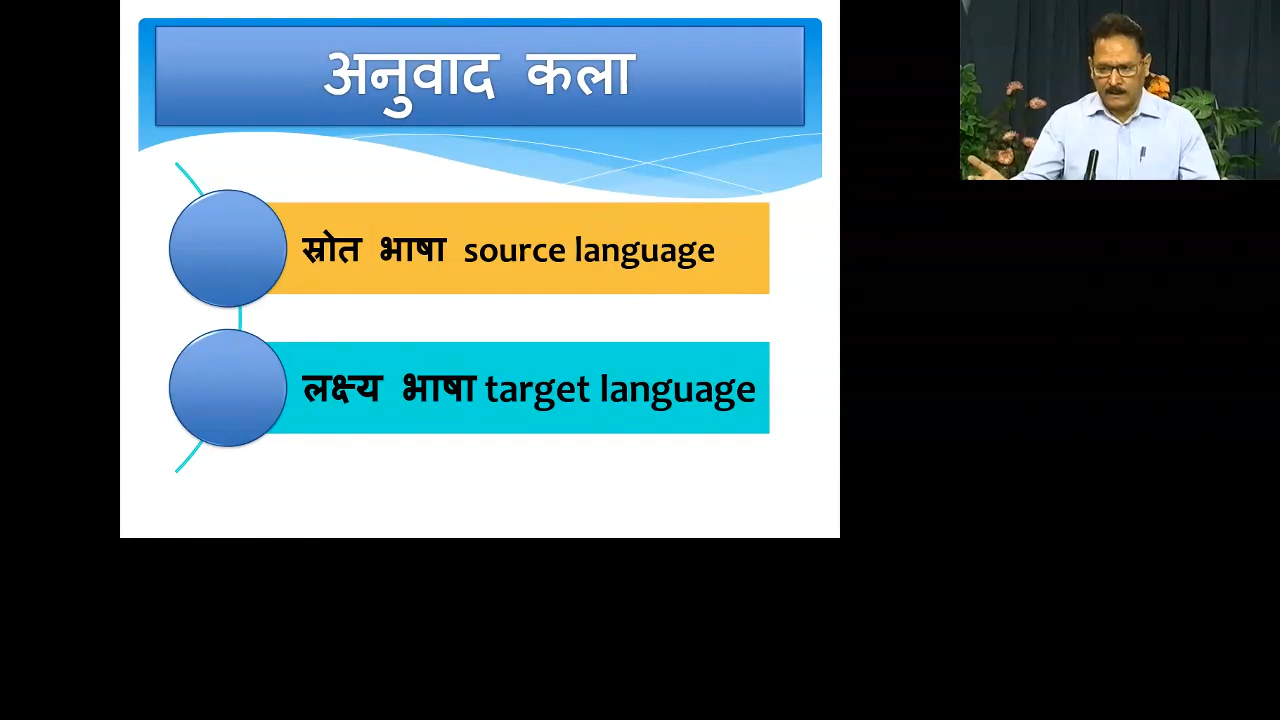 अनुवाद कला
स्रोत भाषा source language
लक्ष्य भाषा target language